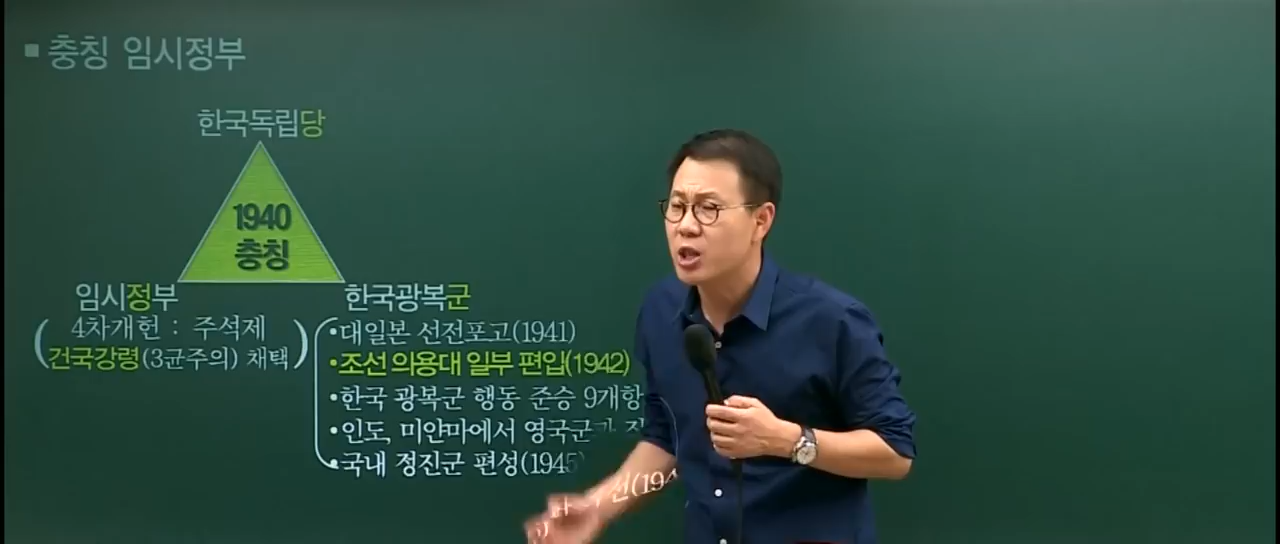 ▪ 충칭 임시정부
한국독립당
1940
충칭
임시정부
(4차개헌 : 주석제
건국강령(3균주의) 채택)
한국광복군
•대일본 선전포고(1941)
•조선 의용대 일부 편입(1942)
•한국 광복군 행동 준승 9개항
•인도, 미얀마에서 영국군과
•국내 정진군 편성(1945)